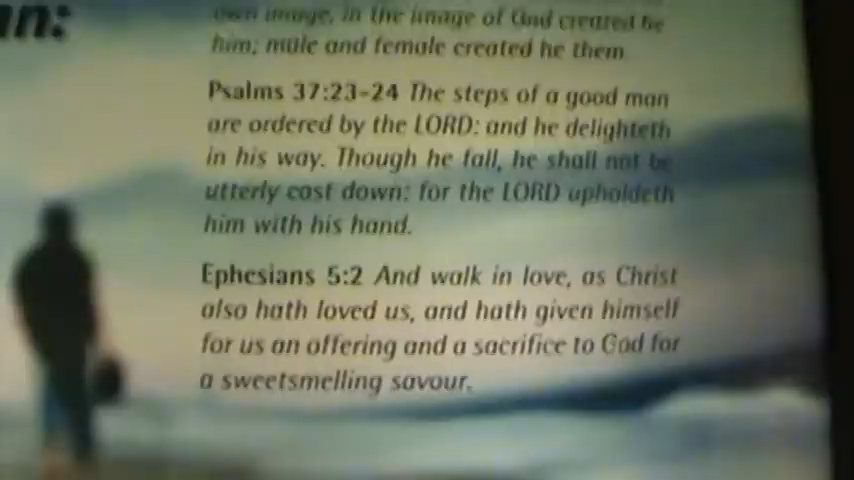 an:
own image, in the image of God created he
him; male and female created he them
Psalms 37:23-24 The steps of a good man
are ordered by the LORD: and he delighteth
in his way. Though he fall, he shall not be
utterly cast down: for the LORD upholdeth
him with his hand.
Ephesians 5:2 And walk in love, as Christ
also hath loved us, and hath given himself
for us an offering and a sacrifice to God for
a sweetsmelling savour.